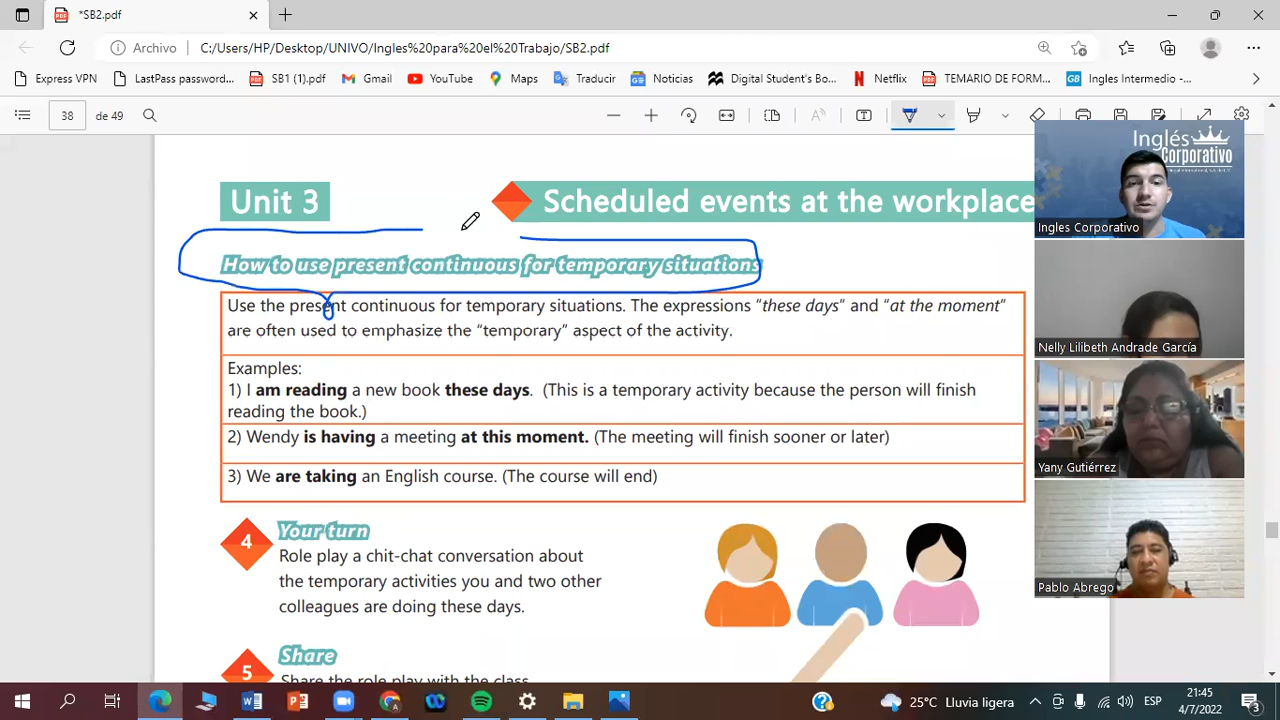 *SB2.pdf
Archivo
C:/Users/HP/Desktop/UNIVO/Ingles%20para%20el%20Trabajo/SB2.pdf
Express VPN
LastPass password...
SB1 (1).pdf
Gmail
YouTube
Maps
Traducir
Noticias
Digital Student's Bo...
Netflix
TEMARIO DE FORM...
Ingles Intermedio -...
38
de 49
Unit 3
Scheduled events at the workplace
How to use present continuous for temporary situations
Use the present continuous for temporary situations. The expressions "these days" and "at the moment"
are often used to emphasize the "temporary" aspect of the activity.
Examples:
1) I am reading a new book these days. (This is a temporary activity because the person will finish
reading the book.)
2) Wendy is having a meeting at this moment. (The meeting will finish sooner or later)
3) We are taking an English course. (The course will end)
4
Your turn
Role play a chit-chat conversation about
the temporary activities you and two other
colleagues are doing these days.
5
Share
Share the role play with the class
Inglés
Corporativo
Ingles Corporativo
Nelly Lilibeth Andrade García
Yany Gutiérrez
Pablo Abrego
25°C Lluvia ligera
ESP
21:45
4/7/2022
3